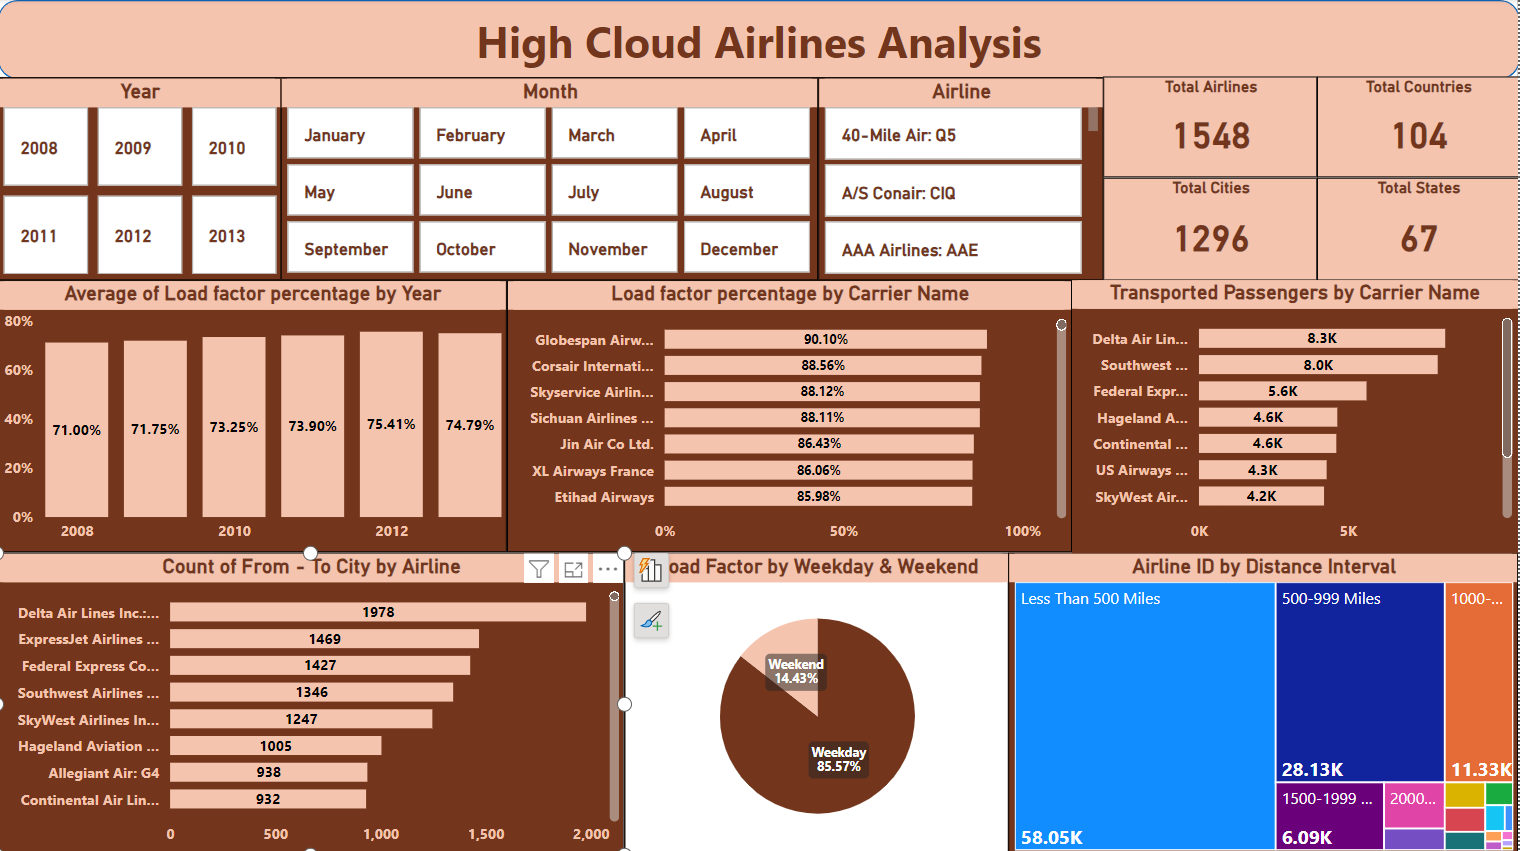 High Cloud Airlines Analysis
Year
2008
2009
2010
2011
2012
2013
Month
January
February
March
April
May
June
July
August
September
October
November
December
Airline
40-Mile Air: Q5
A/S Conair: CIQ
AAA Airlines: AAE
Total Airlines
1548
Total Countries
104
Total Cities
1296
Total States
67
Average of Load factor percentage by Year
80%
60%
40%
20%
0%
71.00%
71.75%
73.25%
73.90%
75.41%
74.79%
2008
2010
2012
Load factor percentage by Carrier Name
Globespan Airw... 90.10%
Corsair Internati... 88.56%
Skyservice Airlin... 88.12%
Sichuan Airlines ... 88.11%
Jin Air Co Ltd. 86.43%
XL Airways France 86.06%
Etihad Airways 85.98%
0% 50% 100%
Transported Passengers by Carrier Name
Delta Air Lin... 8.3K
Southwest ... 8.0K
Federal Expr... 5.6K
Hageland A... 4.6K
Continental ... 4.6K
US Airways ... 4.3K
SkyWest Air... 4.2K
0K 5K
Count of From - To City by Airline
Delta Air Lines Inc.:... 1978
ExpressJet Airlines ... 1469
Federal Express Co... 1427
Southwest Airlines ... 1346
SkyWest Airlines In... 1247
Hageland Aviation ... 1005
Allegiant Air: G4 938
Continental Air Lin... 932
0 500 1,000 1,500 2,000
oad Factor by Weekday & Weekend
Weekend
14.43%
Weekday
85.57%
Airline ID by Distance Interval
Less Than 500 Miles
58.05K
500-999 Miles
28.13K
1000-...
11.33K
1500-1999 ...
6.09K
2000...